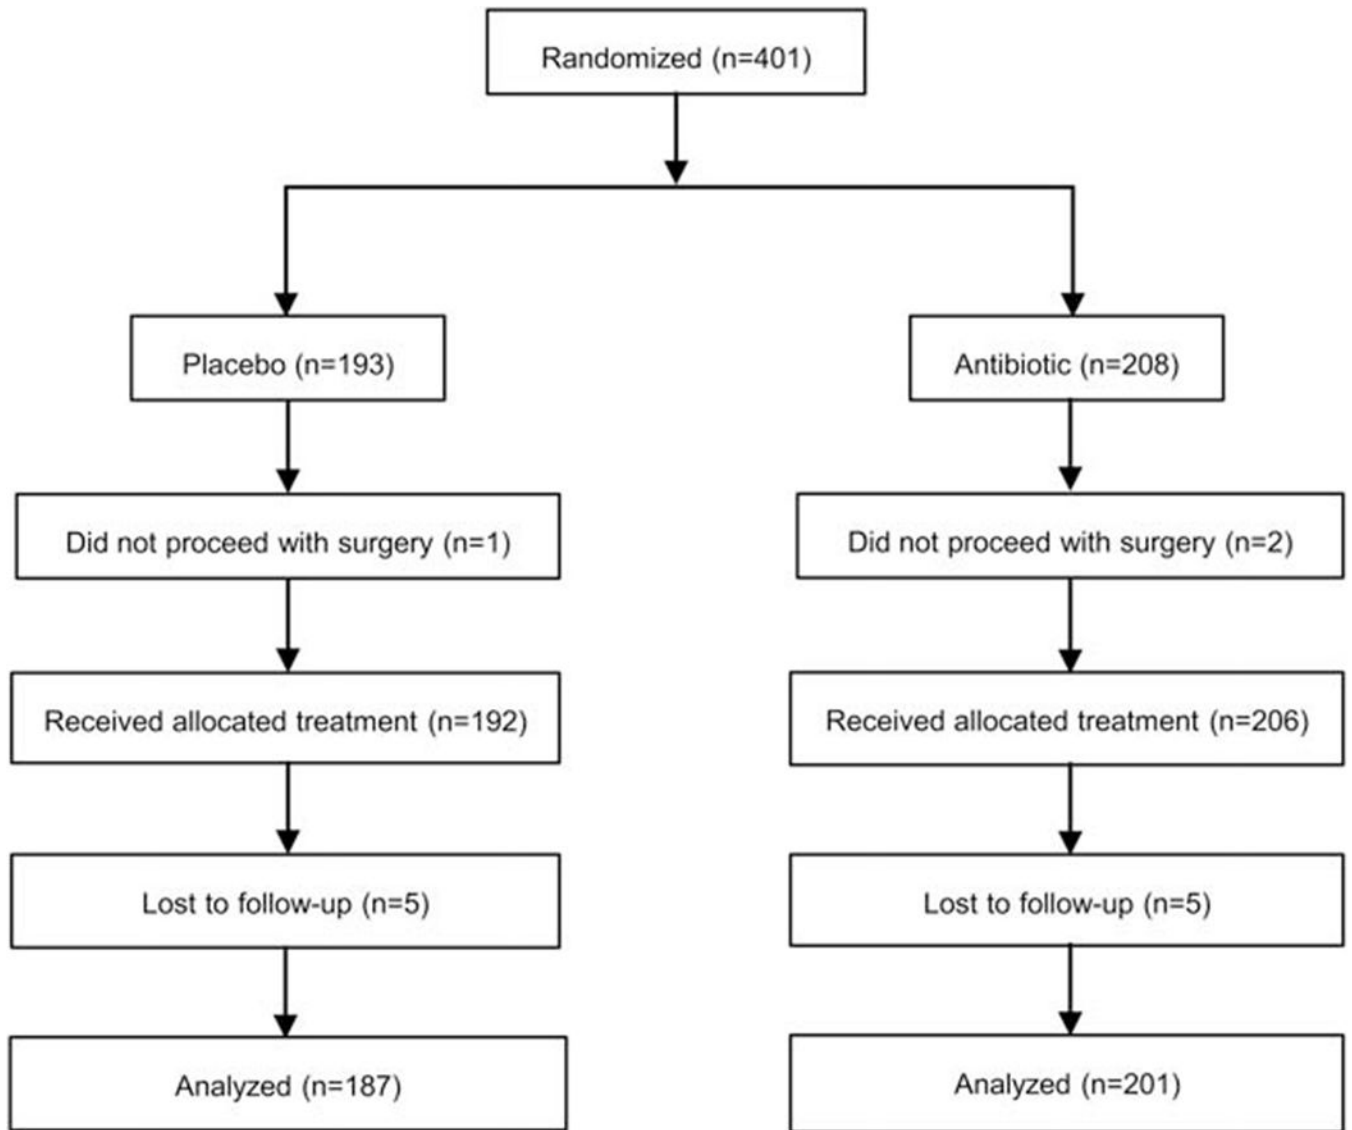 Randomized (n=401)
Placebo (n=193)
Antibiotic (n=208)
Did not proceed with surgery (n=1)
Did not proceed with surgery (n=2)
Received allocated treatment (n=192)
Received allocated treatment (n=206)
Lost to follow-up (n=5)
Lost to follow-up (n=5)
Analyzed (n=187)
Analyzed (n=201)